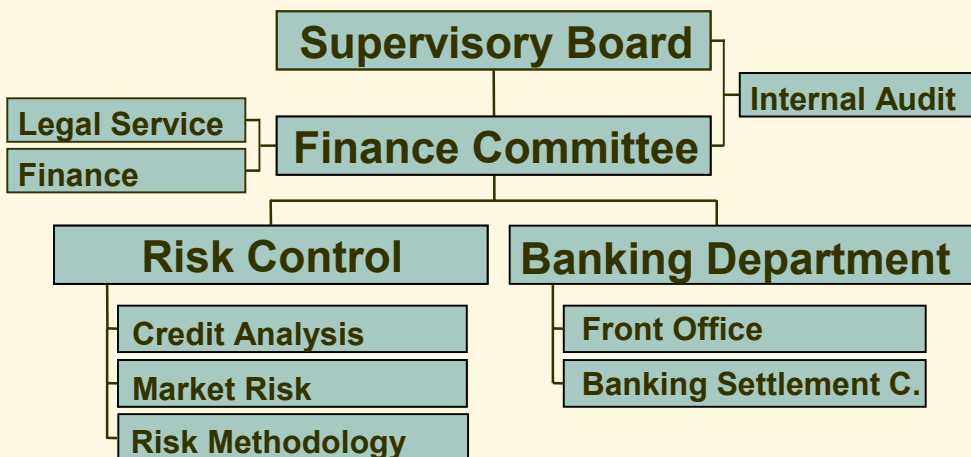 Supervisory Board
Internal Audit
Legal Service
Finance Committee
Finance
Risk Control
Banking Department
Credit Analysis
Front Office
Market Risk
Banking Settlement C.
Risk Methodology